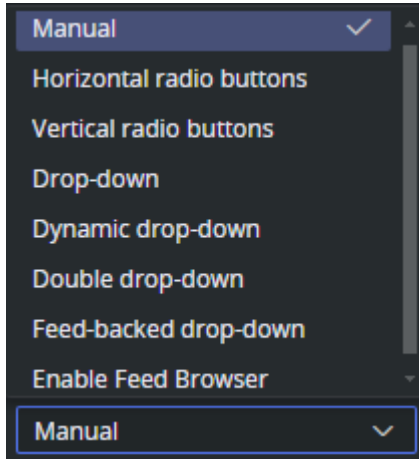 Manual
Horizontal radio buttons
Vertical radio buttons
Drop-down
Dynamic drop-down
Double drop-down
Feed-backed drop-down
Enable Feed Browser
Manual